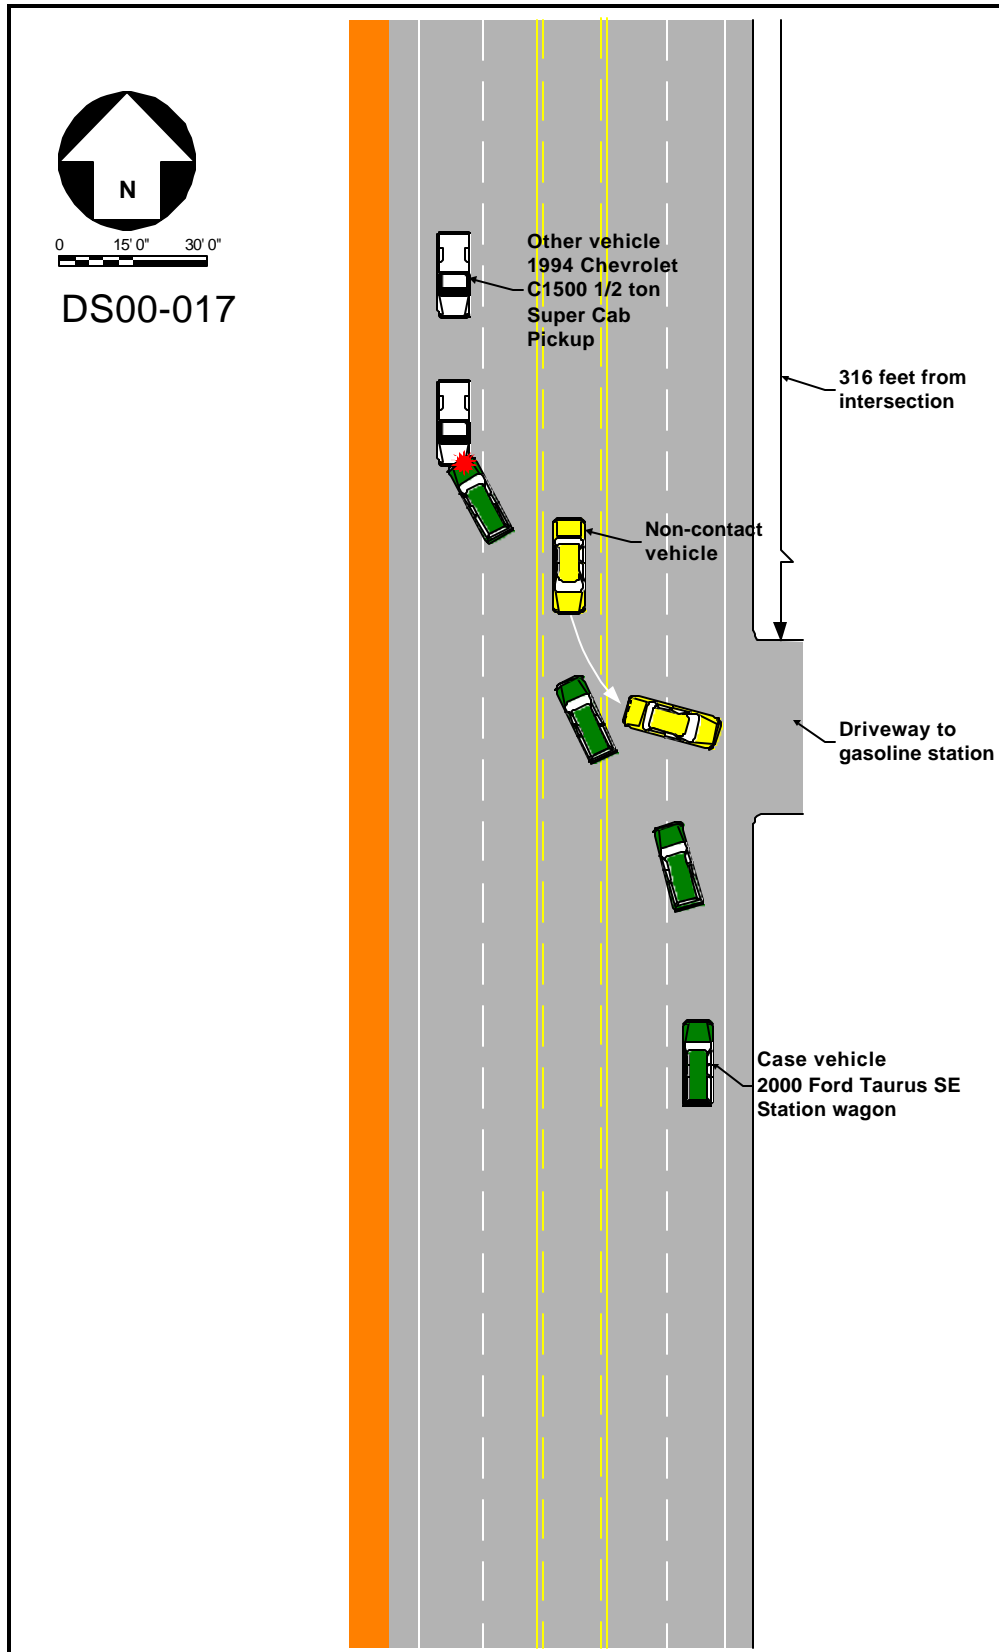 N
0 15' 0" 30' 0"
DS00-017
Other vehicle
1994 Chevrolet
C1500 1/2 ton
Super Cab
Pickup
316 feet from
intersection
Non-contact
vehicle
Driveway to
gasoline station
Case vehicle
2000 Ford Taurus SE
Station wagon